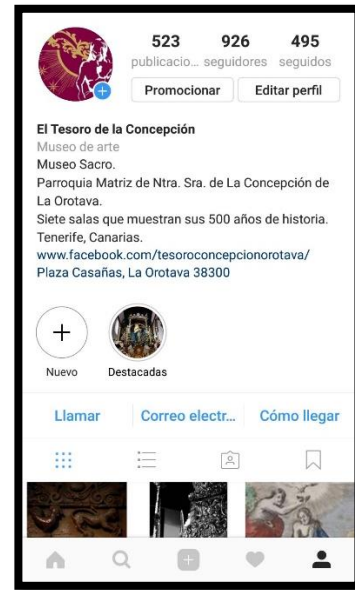 523 926 495
publicacio... seguidores seguidos
Promocionar Editar perfil
El Tesoro de la Concepción
Museo de arte
Museo Sacro.
Parroquia Matriz de Ntra. Sra. de La Concepción de
La Orotava.
Siete salas que muestran sus 500 años de historia.
Tenerife, Canarias.
www.facebook.com/tesoroconcepcionorotava/
Plaza Casañas, La Orotava 38300
Nuevo Destacadas
Llamar Correo electr... Cómo llegar